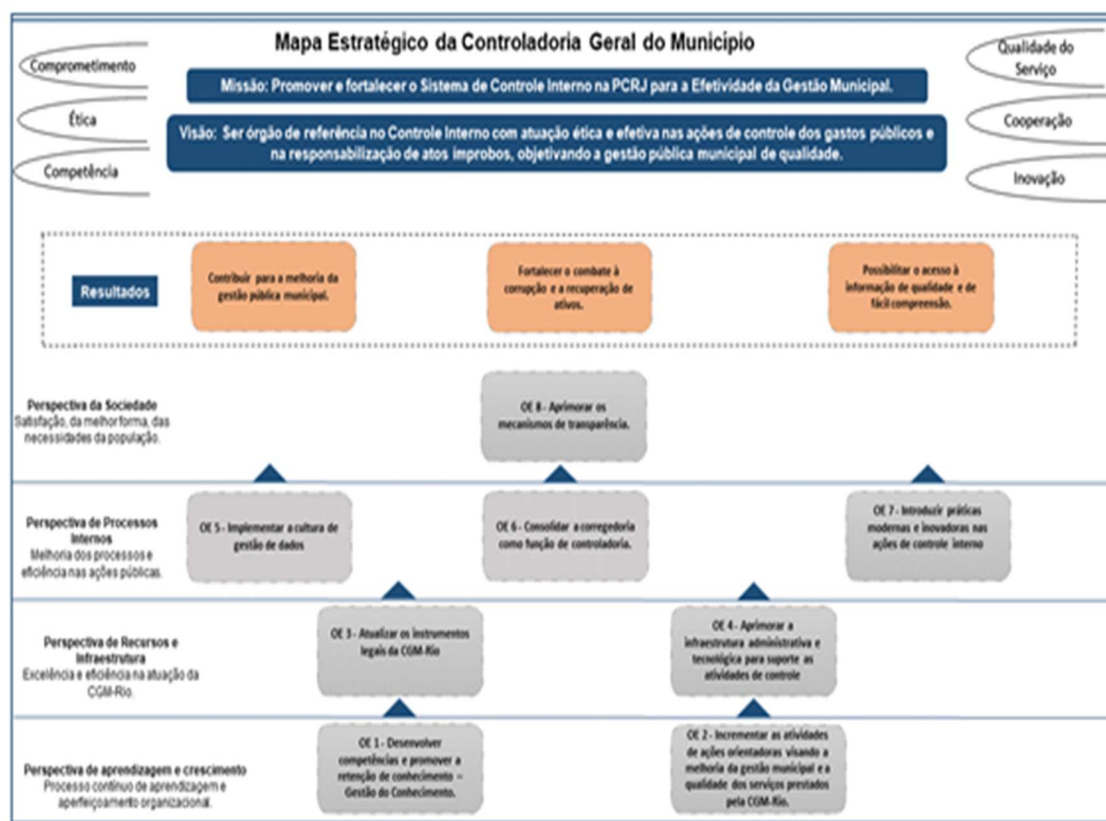 Mapa Estratégico da Controladoria Geral do Município
Comprometimento
Ética
Competência
Missão: Promover e fortalecer o Sistema de Controle Interno na PCRJ para a Efetividade da Gestão Municipal.
Visão: Ser órgão de referência no Controle Interno com atuação ética e efetiva nas ações de controle dos gastos públicos e
na responsabilização de atos ímprobos, objetivando a gestão pública municipal de qualidade.
Qualidade do
Serviço
Cooperação
Inovação
Resultados
Contribuir para a melhoria da
gestão pública municipal.
Fortalecer o combate à
corrupção e a recuperação de
ativos.
Possibilitar o acesso à
informação de qualidade e de
fácil compreensão.
Perspectiva da Sociedade
Satisfação, da melhor forma, das
necessidades da população.
OE 8 - Aprimorar os
mecanismos de transparência.
Perspectiva de Processos
Internos
Melhoria dos processos e
eficiência nas ações públicas.
OE 5 - Implementar a cultura de
gestão de dados
OE 6 - Consolidar a corregedoria
como função de controladoria.
OE 7 - Introduzir práticas
modernas e inovadoras nas
ações de controle interno
Perspectiva de Recursos e
Infraestrutura
Excelência e eficiência na atuação da
CGM-Rio.
OE 3 - Atualizar os instrumentos
legais da CGM-Rio
OE 4 - Aprimorar a
infraestrutura administrativa e
tecnológica para suporte as
atividades de controle
Perspectiva de aprendizagem e crescimento
Processo contínuo de aprendizagem e
aperfeiçoamento organizacional.
OE 1 - Desenvolver
competências e promover a
retenção de conhecimento –
Gestão do Conhecimento.
OE 2 - Incrementar as atividades
de ações orientadoras visando a
melhoria da gestão municipal e a
qualidade dos serviços prestados
pela CGM-Rio.